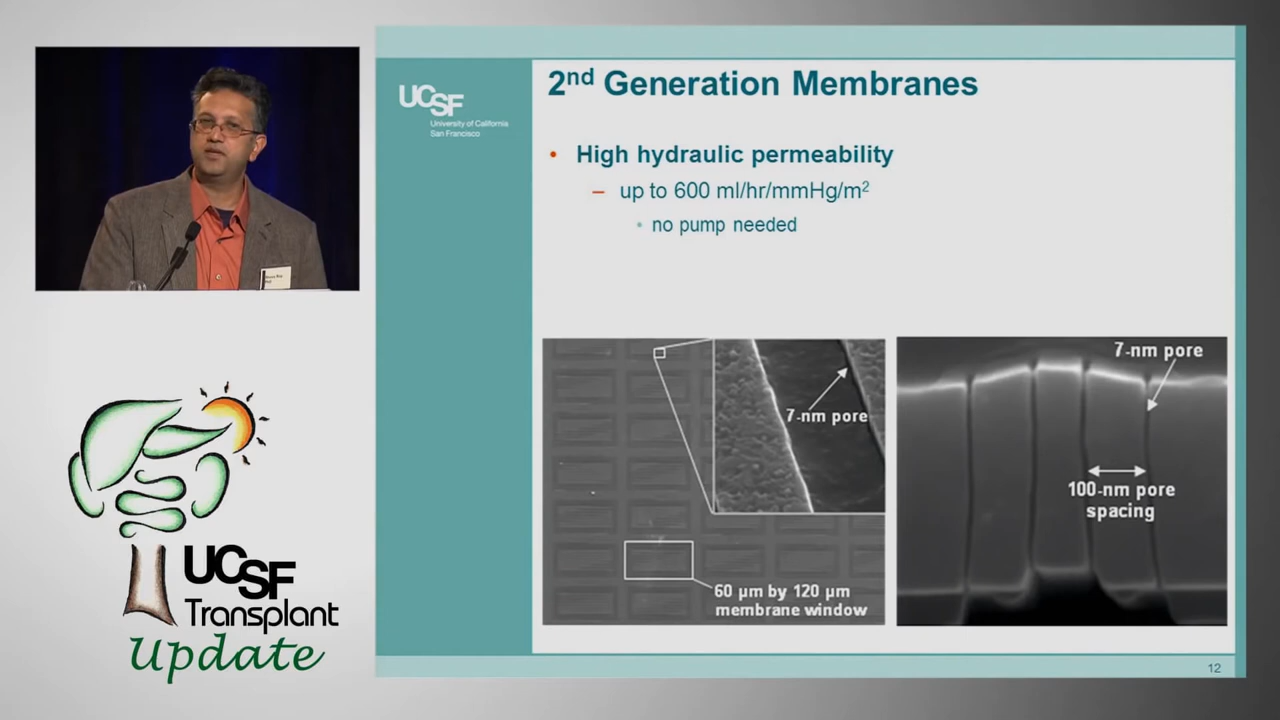 2nd Generation Membranes
UCSF
University of California
San Francisco
• High hydraulic permeability
– up to 600 ml/hr/mmHg/m²
• no pump needed
7-nm pore
60 µm by 120 µm
membrane window
7-nm pore
100-nm pore
spacing
12
UCSF
Transplant
Update